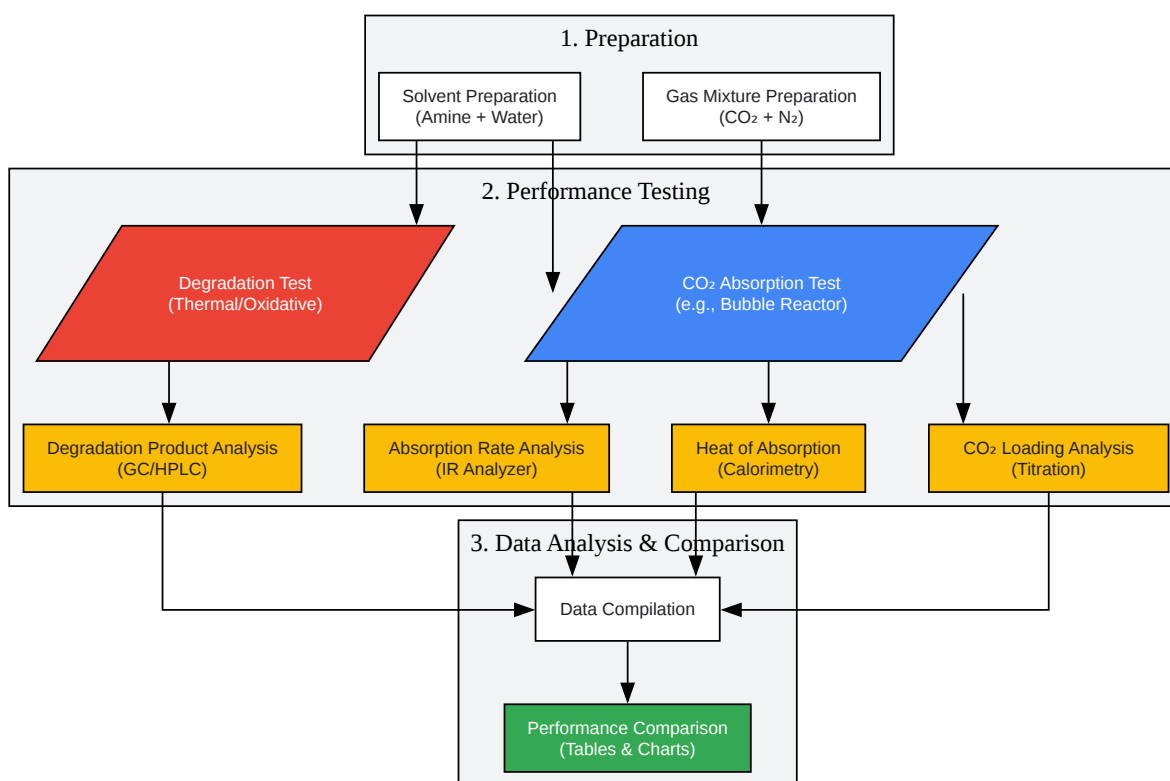 1. Preparation
Solvent Preparation
(Amine + Water)
Gas Mixture Preparation
(CO₂ + N₂)
2. Performance Testing
Degradation Test
(Thermal/Oxidative)
CO₂ Absorption Test
(e.g., Bubble Reactor)
Degradation Product Analysis
(GC/HPLC)
Absorption Rate Analysis
(IR Analyzer)
Heat of Absorption
(Calorimetry)
CO₂ Loading Analysis
(Titration)
3. Data Analysis & Comparison
Data Compilation
Performance Comparison
(Tables & Charts)